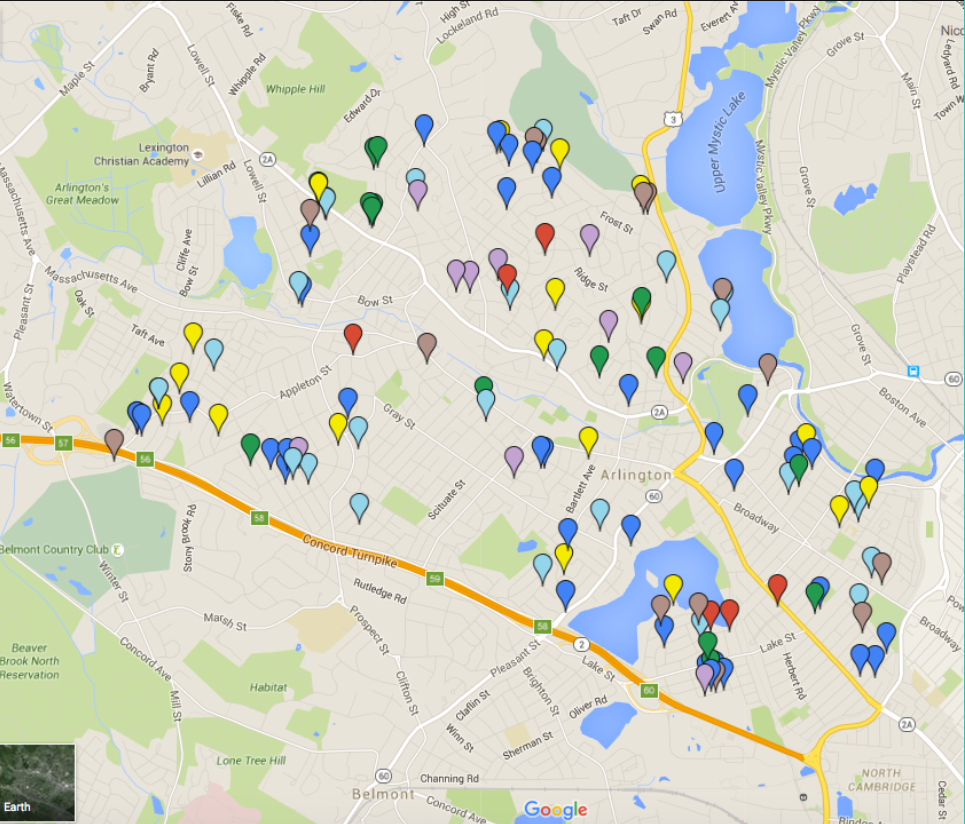 High St
Lockeland Rd
Fiske Rd
Taft Dr
Swan Rd
Everett Av
Mystic Valley Pkwy
Grove St
Nico
Ledyard Rd
Town W
Main St
Maple St
Bryant Rd
Lowell St
Whipple Rd
Whipple Hill
Edward Dr
3
Upper Mystic Lake
Mystic Valley Pkwy
Lexington
Christian Academy
2A
Lillian Rd
Lowell St
Arlington's
Great Meadow
Massachusetts Ave
Grove St
Playstead Rd
Cliffe Ave
Frost St
Massachusetts Ave
Bow St
Ridge St
Pleasant St
Oak St
Bow St
Taft Ave
Grove St
60
Appleton St
Boston Ave
Watertown St
Gray St
2A
56
57
56
Arlington
Scituate St
Bartlett Ave
60
Broadway
58
Stony Brook Rd
Belmont Country Club
Concord Turnpike
59
Winter St
Rutledge Rd
Pow
Marsh St
Prospect St
58
2
Broadway
Lake St
Pleasant St
Lake St
Beaver
Brook North
Reservation
Concord Ave
Habitat
Clifton St
Brighton St
Herbert Rd
Mill St
Claflin St
Oliver Rd
60
2A
Winn St
Sherman St
Lone Tree Hill
60
Channing Rd
NORTH
CAMBRIDGE
Belmont
Concord Ave
Earth
Google
Cedar St